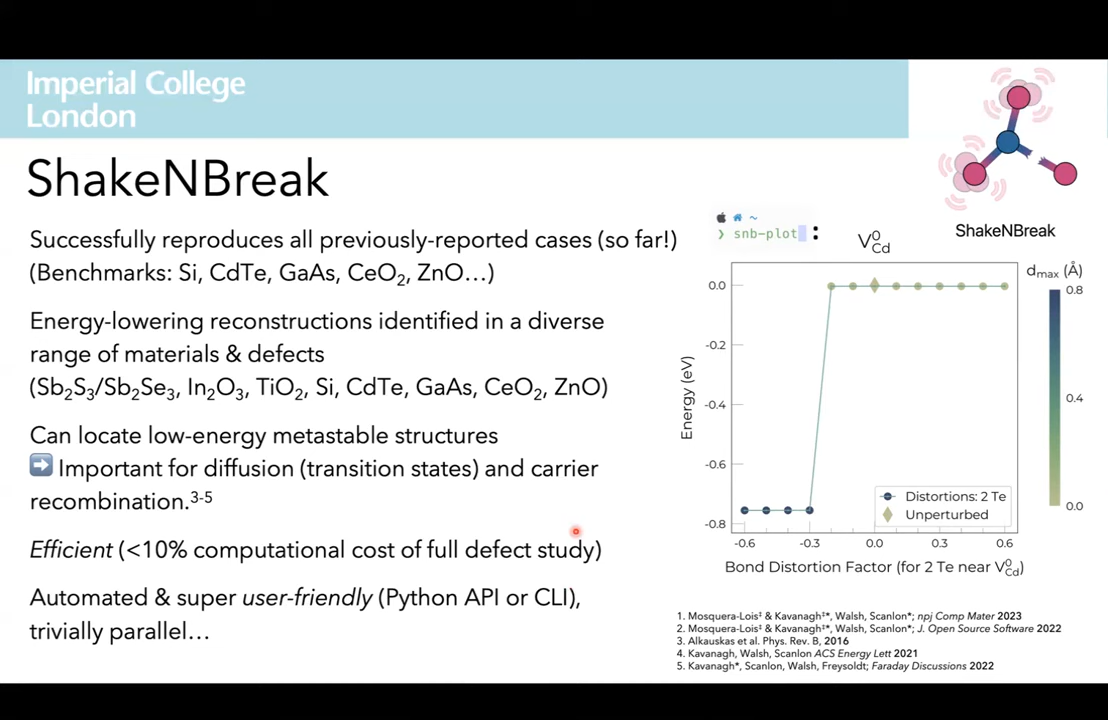 Imperial College
London
ShakeNBreak
Successfully reproduces all previously-reported cases (so far!)
(Benchmarks: Si, CdTe, GaAs, CeO₂, ZnO…)
Energy-lowering reconstructions identified in a diverse
range of materials & defects
(Sb₂S₃/Sb₂Se₃, In₂O₃, TiO₂, Si, CdTe, GaAs, CeO₂, ZnO)
Can locate low-energy metastable structures
➡ Important for diffusion (transition states) and carrier
recombination.³⁻⁵
Efficient (<10% computational cost of full defect study)
Automated & super user-friendly (Python API or CLI),
trivially parallel…
ShakeNBreak
~
❯ snb-plot :
V⁰Cd
dmax (Å)
0.8
0.4
0.0
Energy (eV)
0.0
-0.2
-0.4
-0.6
-0.8
Distortions: 2 Te
Unperturbed
-0.6 -0.3 0.0 0.3 0.6
Bond Distortion Factor (for 2 Te near V⁰Cd)
1. Mosquera-Lois‡ & Kavanagh‡*, Walsh, Scanlon*; npj Comp Mater 2023
2. Mosquera-Lois‡ & Kavanagh‡*, Walsh, Scanlon*; J. Open Source Software 2022
3. Alkauskas et al. Phys. Rev. B, 2016
4. Kavanagh, Walsh, Scanlon ACS Energy Lett 2021
5. Kavanagh*, Scanlon, Walsh, Freysoldt; Faraday Discussions 2022